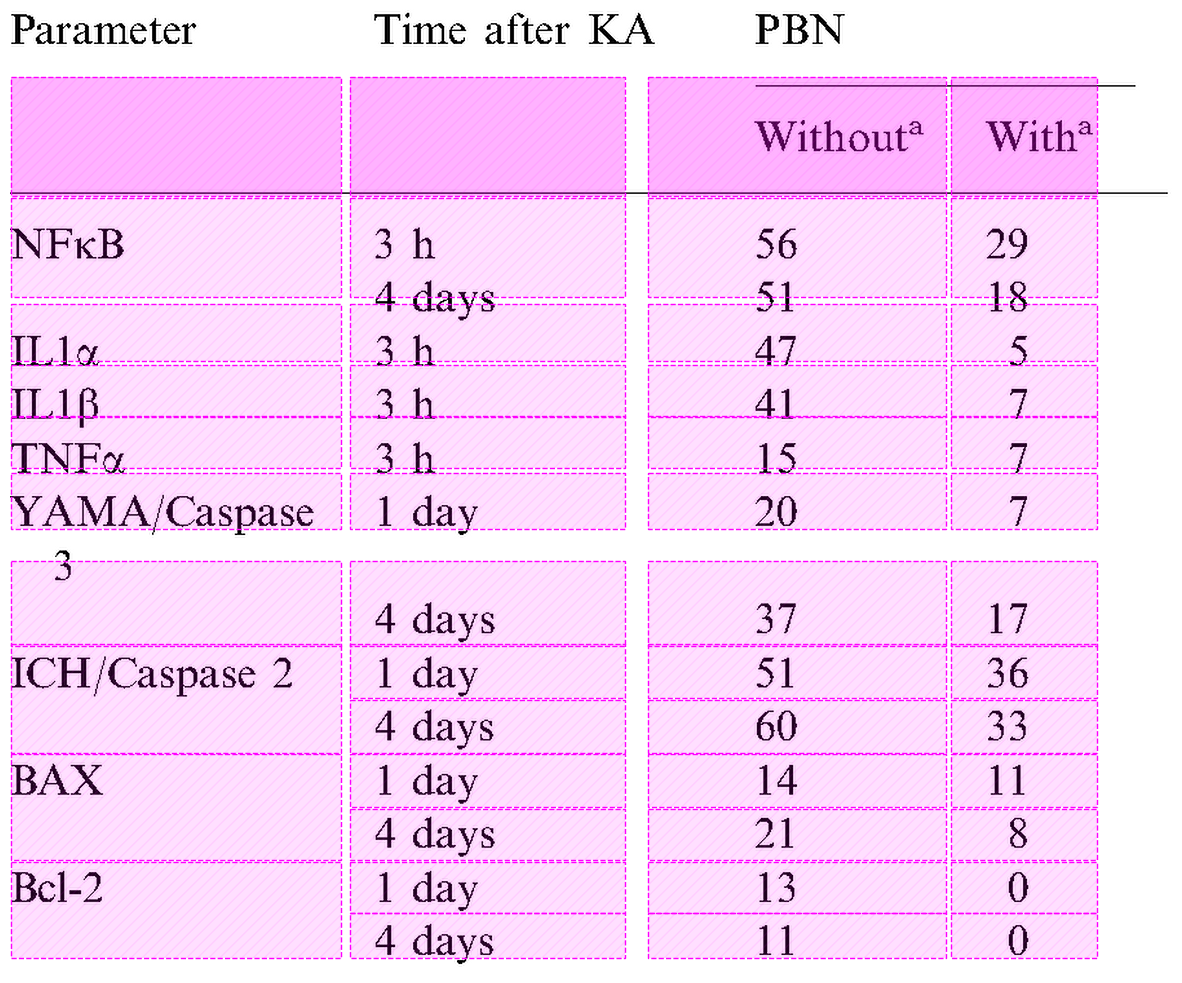 Parameter Time after KA PBN
Withoutᵃ Withᵃ
NFκB 3 h 56 29
4 days 51 18
IL1α 3 h 47 5
IL1β 3 h 41 7
TNFα 3 h 15 7
YAMA/Caspase 1 day 20 7
3
4 days 37 17
ICH/Caspase 2 1 day 51 36
4 days 60 33
BAX 1 day 14 11
4 days 21 8
Bcl-2 1 day 13 0
4 days 11 0